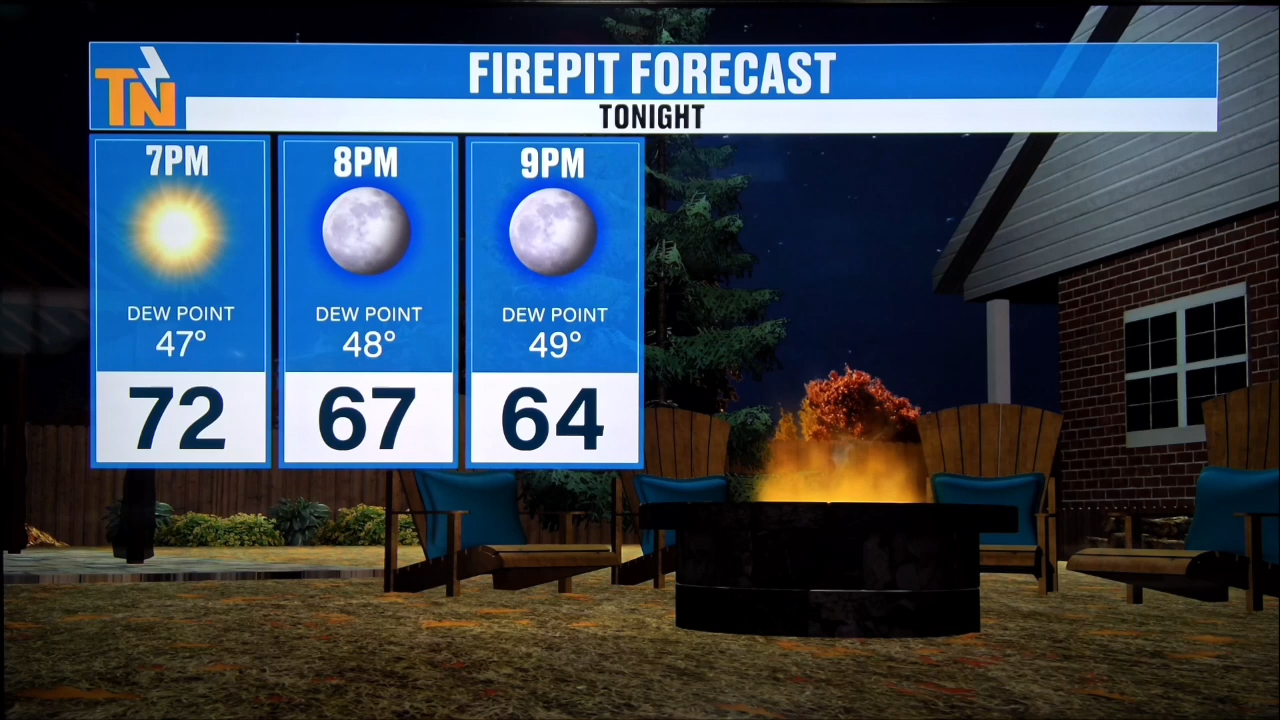 TN
FIREPIT FORECAST
TONIGHT
7PM
DEW POINT
47°
72
8PM
DEW POINT
48°
67
9PM
DEW POINT
49°
64